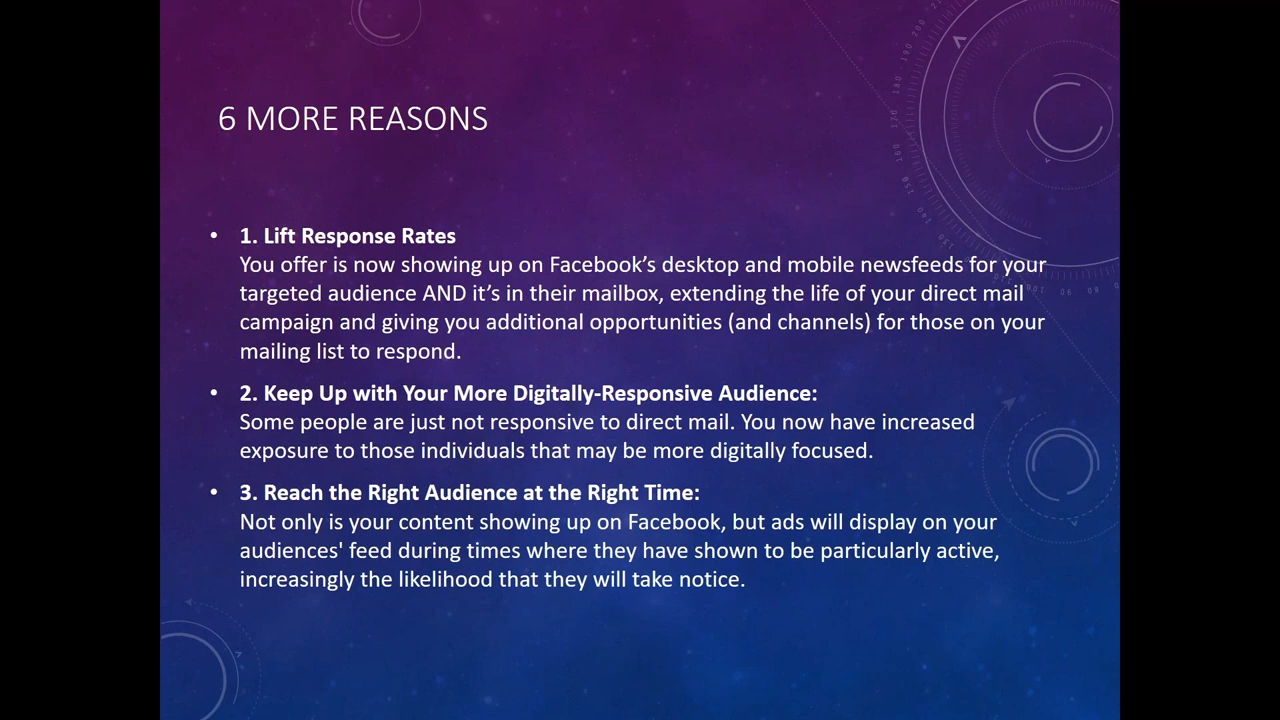 6 MORE REASONS
• 1. Lift Response Rates
You offer is now showing up on Facebook’s desktop and mobile newsfeeds for your
targeted audience AND it’s in their mailbox, extending the life of your direct mail
campaign and giving you additional opportunities (and channels) for those on your
mailing list to respond.
• 2. Keep Up with Your More Digitally-Responsive Audience:
Some people are just not responsive to direct mail. You now have increased
exposure to those individuals that may be more digitally focused.
• 3. Reach the Right Audience at the Right Time:
Not only is your content showing up on Facebook, but ads will display on your
audiences' feed during times where they have shown to be particularly active,
increasingly the likelihood that they will take notice.